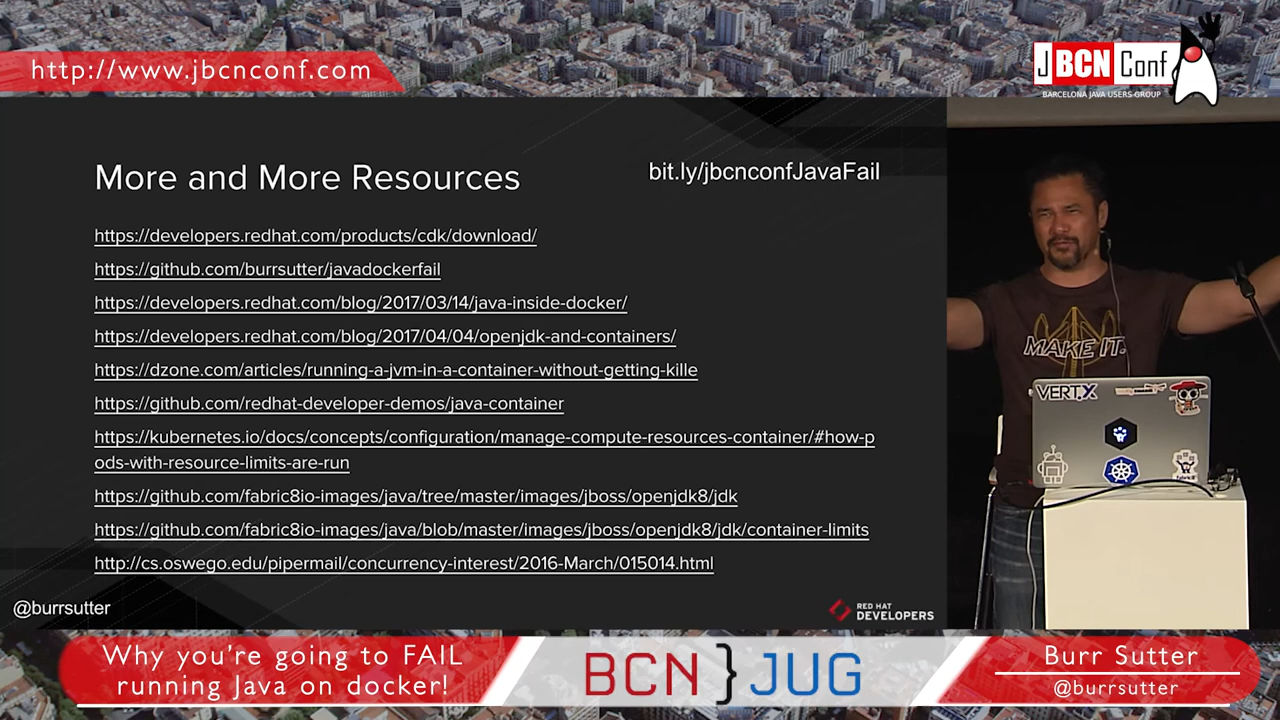 http://www.jbcnconf.com
JBCNConf
BARCELONA JAVA USERS GROUP
More and More Resources
bit.ly/jbcnconfJavaFail
https://developers.redhat.com/products/cdk/download/
https://github.com/burrsutter/javadockerfail
https://developers.redhat.com/blog/2017/03/14/java-inside-docker/
https://developers.redhat.com/blog/2017/04/04/openjdk-and-containers/
https://dzone.com/articles/running-a-jvm-in-a-container-without-getting-kille
https://github.com/redhat-developer-demos/java-container
https://kubernetes.io/docs/concepts/configuration/manage-compute-resources-container/#how-p
ods-with-resource-limits-are-run
https://github.com/fabric8io-images/java/tree/master/images/jboss/openjdk8/jdk
https://github.com/fabric8io-images/java/blob/master/images/jboss/openjdk8/jdk/container-limits
http://cs.oswego.edu/pipermail/concurrency-interest/2016-March/015014.html
@burrsutter
RED HAT
DEVELOPERS
MAKE IT.
VERT.X
fabric8
Why you're going to FAIL
running Java on docker!
BCN}JUG
Burr Sutter
@burrsutter